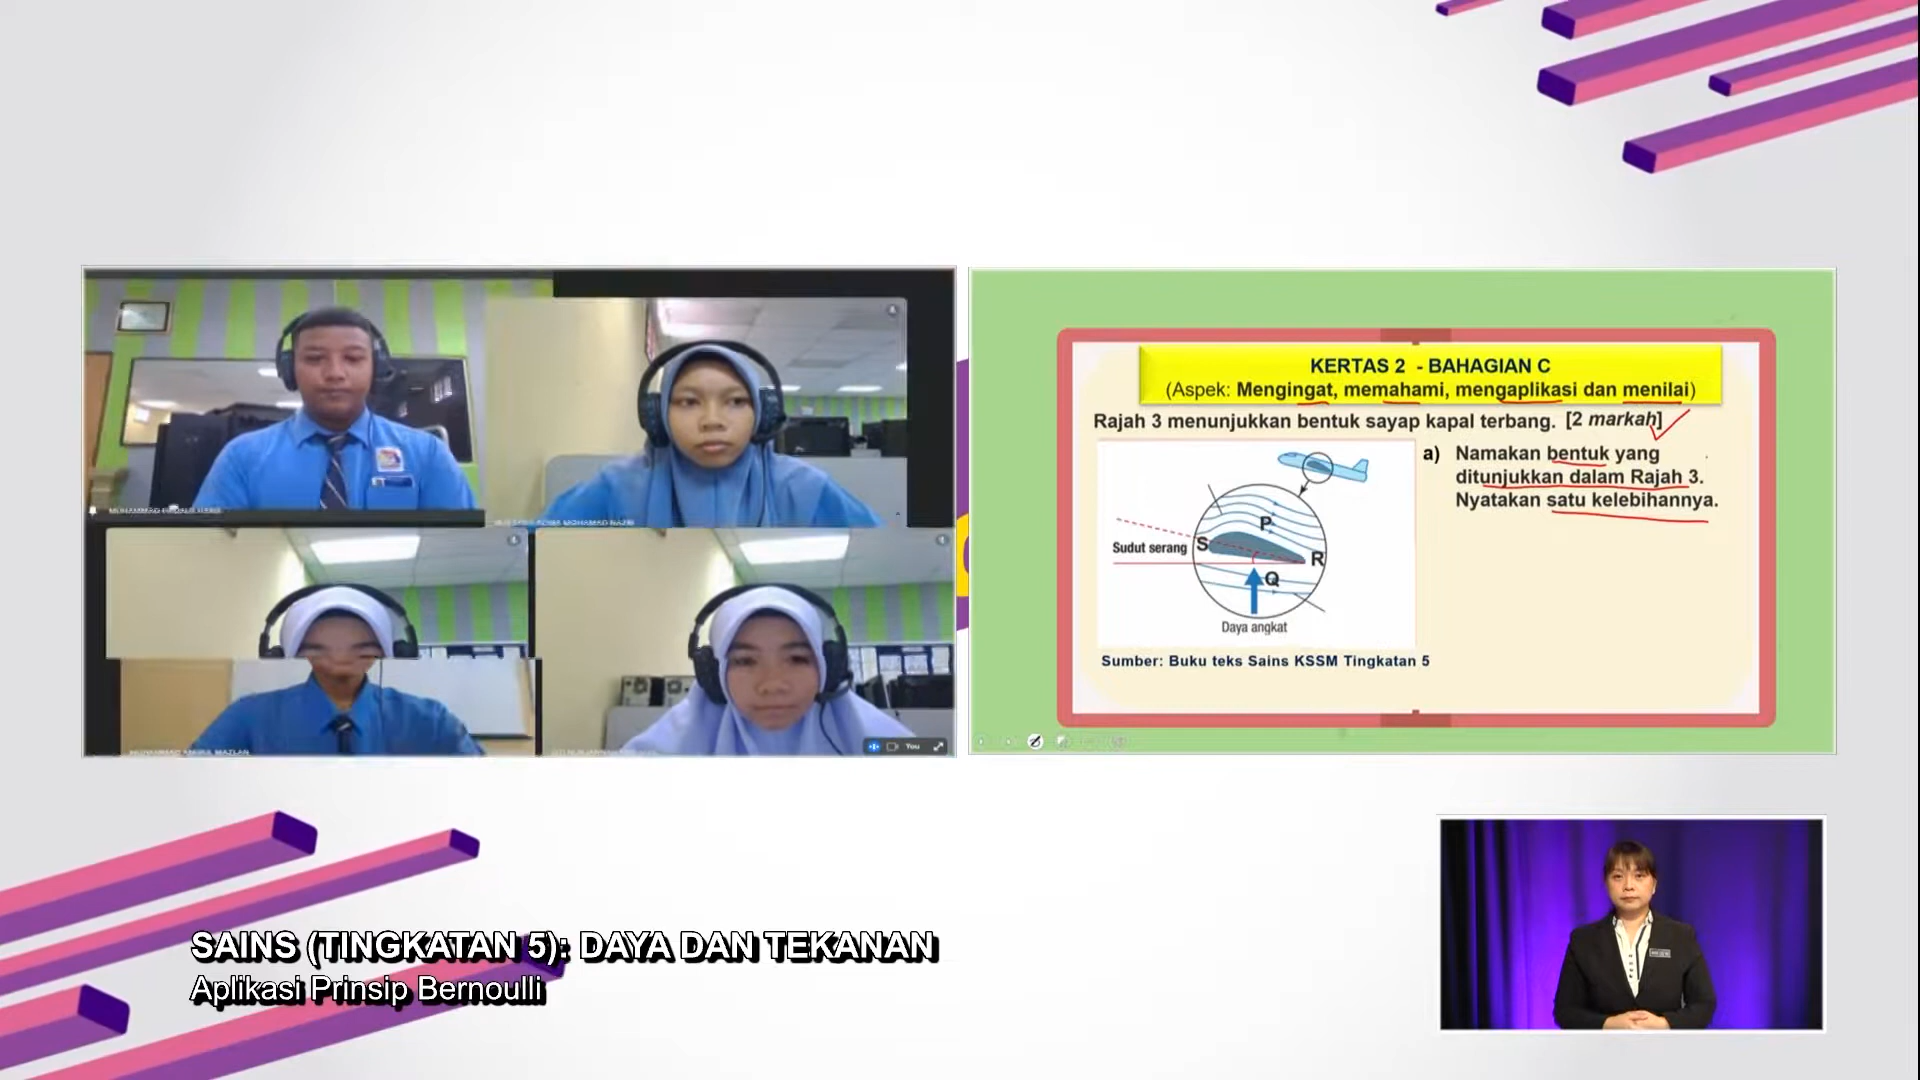 KERTAS 2 - BAHAGIAN C
(Aspek: Mengingat, memahami, mengaplikasi dan menilai)
Rajah 3 menunjukkan bentuk sayap kapal terbang. [2 markah]
a) Namakan bentuk yang
ditunjukkan dalam Rajah 3.
Nyatakan satu kelebihannya.
P
Sudut serang
S
R
Q
Daya angkat
Sumber: Buku teks Sains KSSM Tingkatan 5
You
SAINS (TINGKATAN 5): DAYA DAN TEKANAN
Aplikasi Prinsip Bernoulli